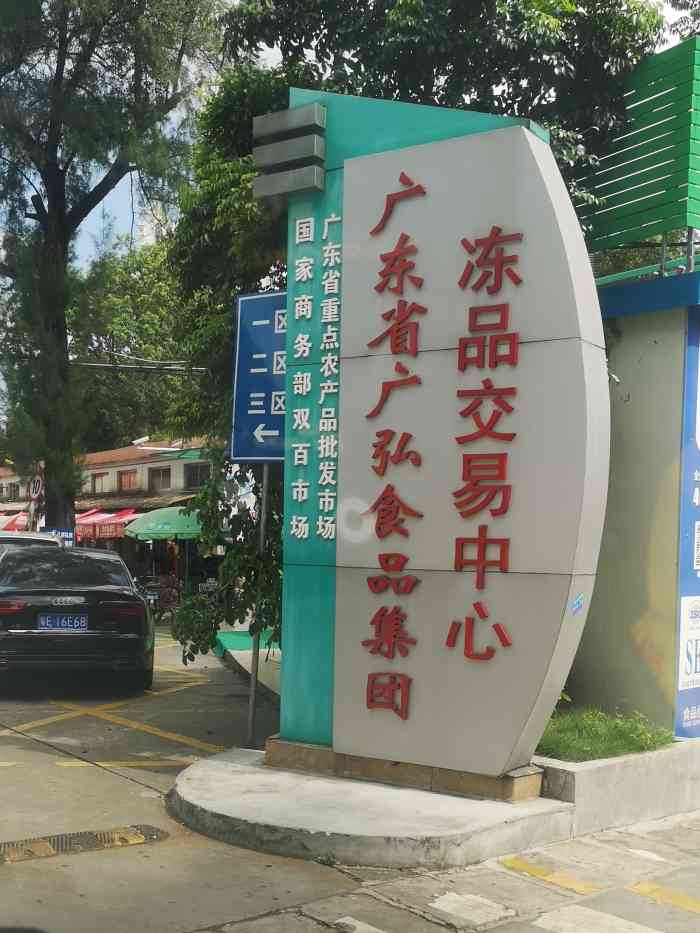 广东省广弘食品集团
冻品交易中心
国家商务部双百市场
广东省重点农产品批发市场
一区
二区
三区
←
粤E 16E68
10
SE